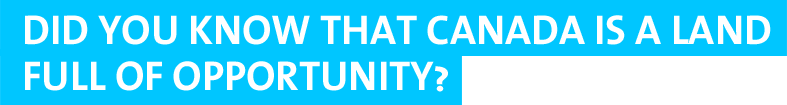 DID YOU KNOW THAT CANADA IS A LAND
FULL OF OPPORTUNITY?